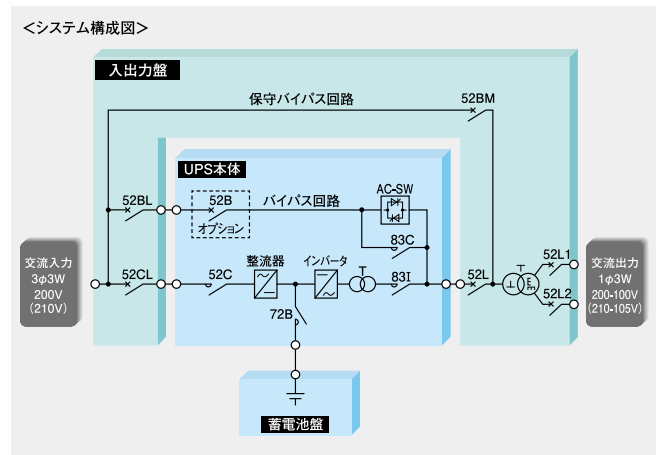 <システム構成図>
入出力盤
保守バイパス回路
52BM
UPS本体
52BL
52B
オプション
バイパス回路
AC-SW
83C
交流入力
3φ3W
200V
(210V)
52CL
52C
整流器
インバータ
T
83I
52L
T
52L1
52L2
交流出力
1φ3W
200-100V
(210-105V)
72B
蓄電池盤